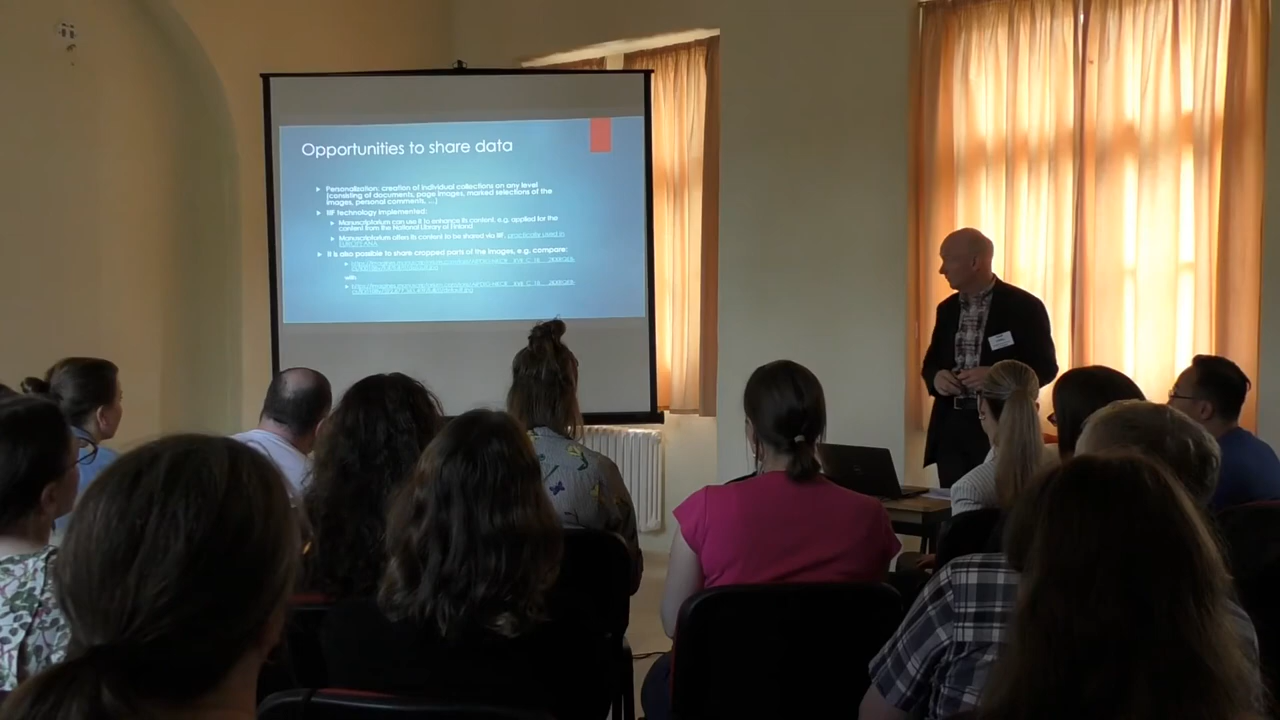 Opportunities to share data
Personalization: creation of individual collections on any level
(consisting of documents, page images, marked selections of the
images, personal comments, …)
IIIF technology implemented:
Manuscriptorium can use it to enhance its content, e.g. applied for the
content from the National Library of Finland
Manuscriptorium offers its content to be shared via IIIF, practically used in
EUROPEANA
It is also possible to share cropped parts of the images, e.g. compare:
with